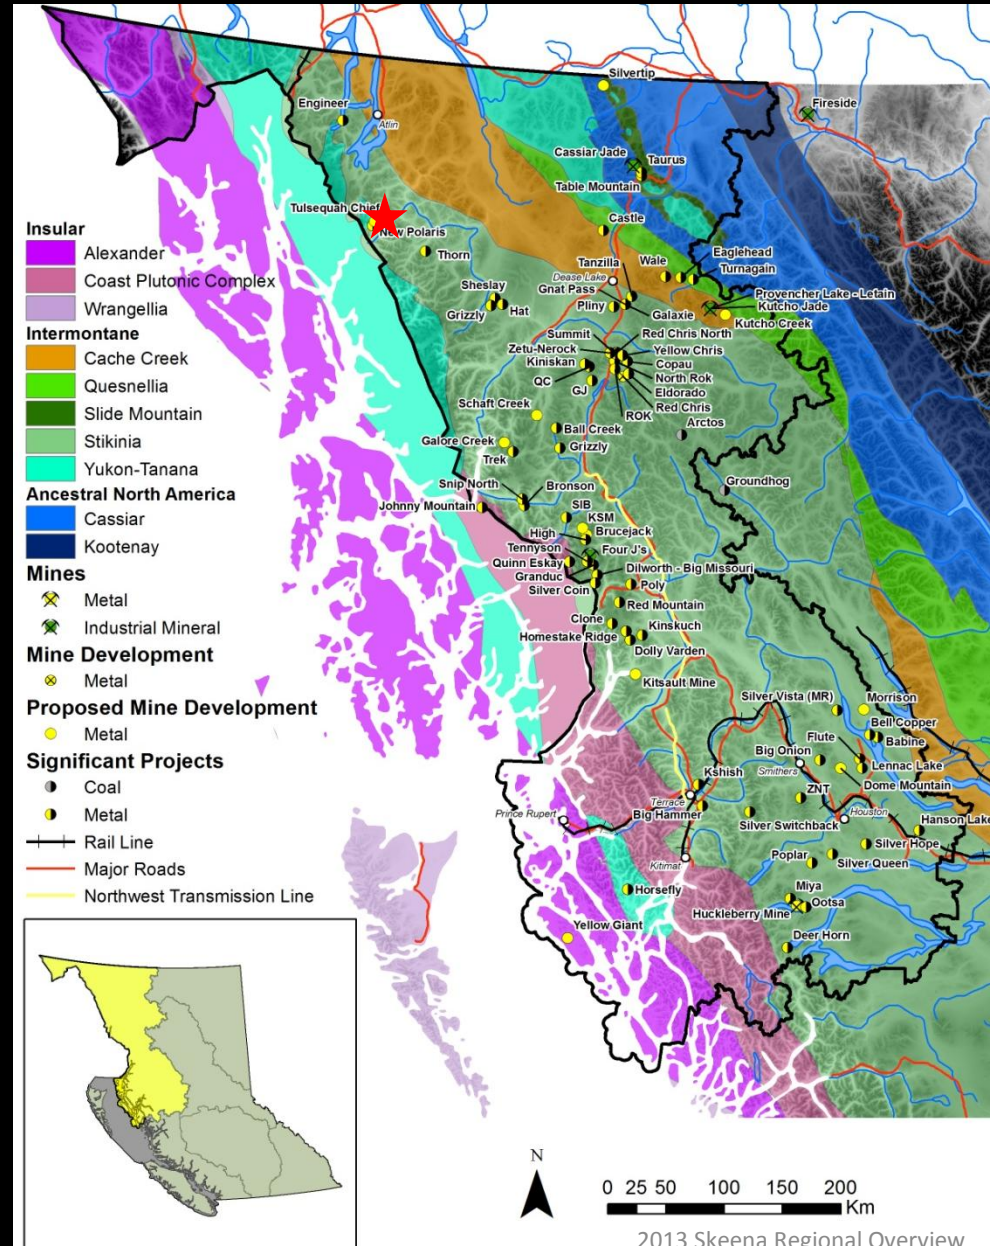 Silvertip
Fireside
Engineer
Atlin
Cassiar Jade
Taurus
Table Mountain
Tulsequah Chief
New Polaris
Castle
Thorn
Eaglehead
Wale
Turnagain
Tanzilla
Dease Lake
Gnat Pass
Sheslay
Provencher Lake - Letain
Kutcho Jade
Grizzly
Hat
Pliny
Galaxie
Kutcho Creek
Summit
Red Chris North
Zetu-Nerock
Yellow Chris
Kiniskan
Copau
QC
North Rok
GJ
Eldorado
Red Chris
ROK
Schaft Creek
Arctos
Ball Creek
Galore Creek
Grizzly
Trek
Groundhog
Snip North
Bronson
Johnny Mountain
SIB
KSM
High
Brucejack
Tennyson
Four J's
Quinn Eskay
Dilworth - Big Missouri
Granduc
Silver Coin
Poly
Red Mountain
Clone
Kinskuch
Homestake Ridge
Dolly Varden
Kitsault Mine
Silver Vista (MR)
Morrison
Bell Copper
Flute
Babine
Big Onion
Lennac Lake
Smithers
Dome Mountain
Kshish
ZNT
Terrace
Houston
Prince Rupert
Big Hammer
Hanson Lake
Silver Switchback
Silver Hope
Kitimat
Poplar
Silver Queen
Horsefly
Miya
Ootsa
Huckleberry Mine
Yellow Giant
Deer Horn
Insular
Alexander
Coast Plutonic Complex
Wrangellia
Intermontane
Cache Creek
Quesnellia
Slide Mountain
Stikinia
Yukon-Tanana
Ancestral North America
Cassiar
Kootenay
Mines
Metal
Industrial Mineral
Mine Development
Metal
Proposed Mine Development
Metal
Significant Projects
Coal
Metal
Rail Line
Major Roads
Northwest Transmission Line
N
0 25 50 100 150 200
Km
2013 Skeena Regional Overview